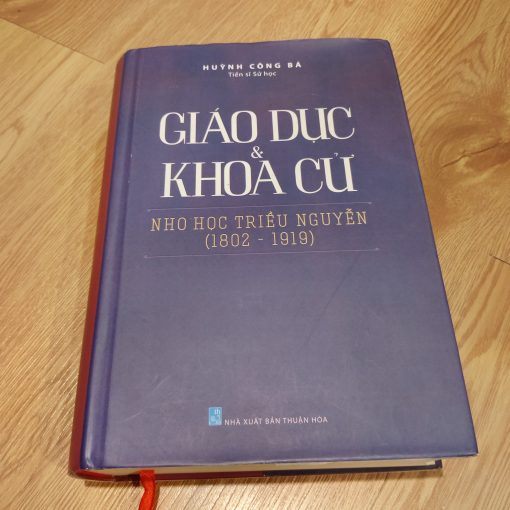 HUỲNH CÔNG BÁ
Tiến sĩ Sử học
GIÁO DỤC
&
KHOA CỬ
NHO HỌC TRIỀU NGUYỄN
(1802 - 1919)
NHÀ XUẤT BẢN THUẬN HÓA